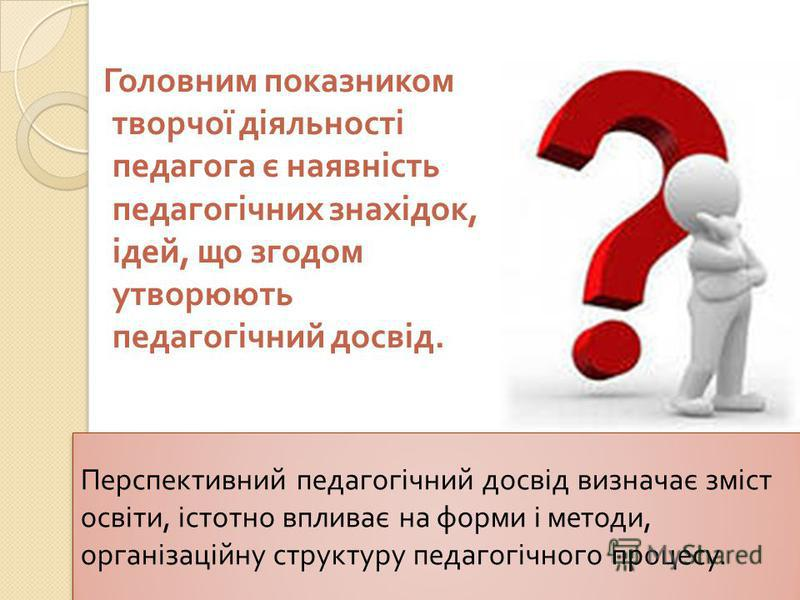 Головним показником
творчої діяльності
педагога є наявність
педагогічних знахідок,
ідей, що згодом
утворюють
педагогічний досвід.
Перспективний педагогічний досвід визначає зміст
освіти, істотно впливає на форми і методи,
організаційну структуру педагогічного процесу.
MyShared